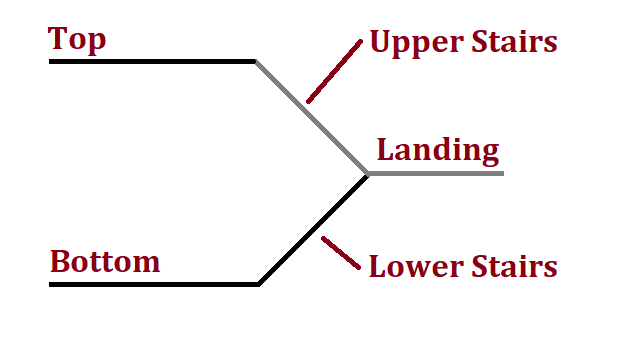 Top
Upper Stairs
Landing
Bottom
Lower Stairs